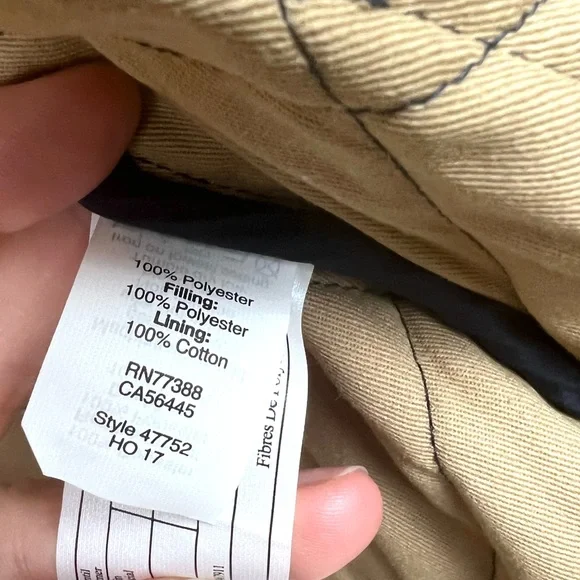 100% Polyester
Filling:
100% Polyester
Lining:
100% Cotton
RN77388
CA56445
Style 47752
HO 17
Fibres De